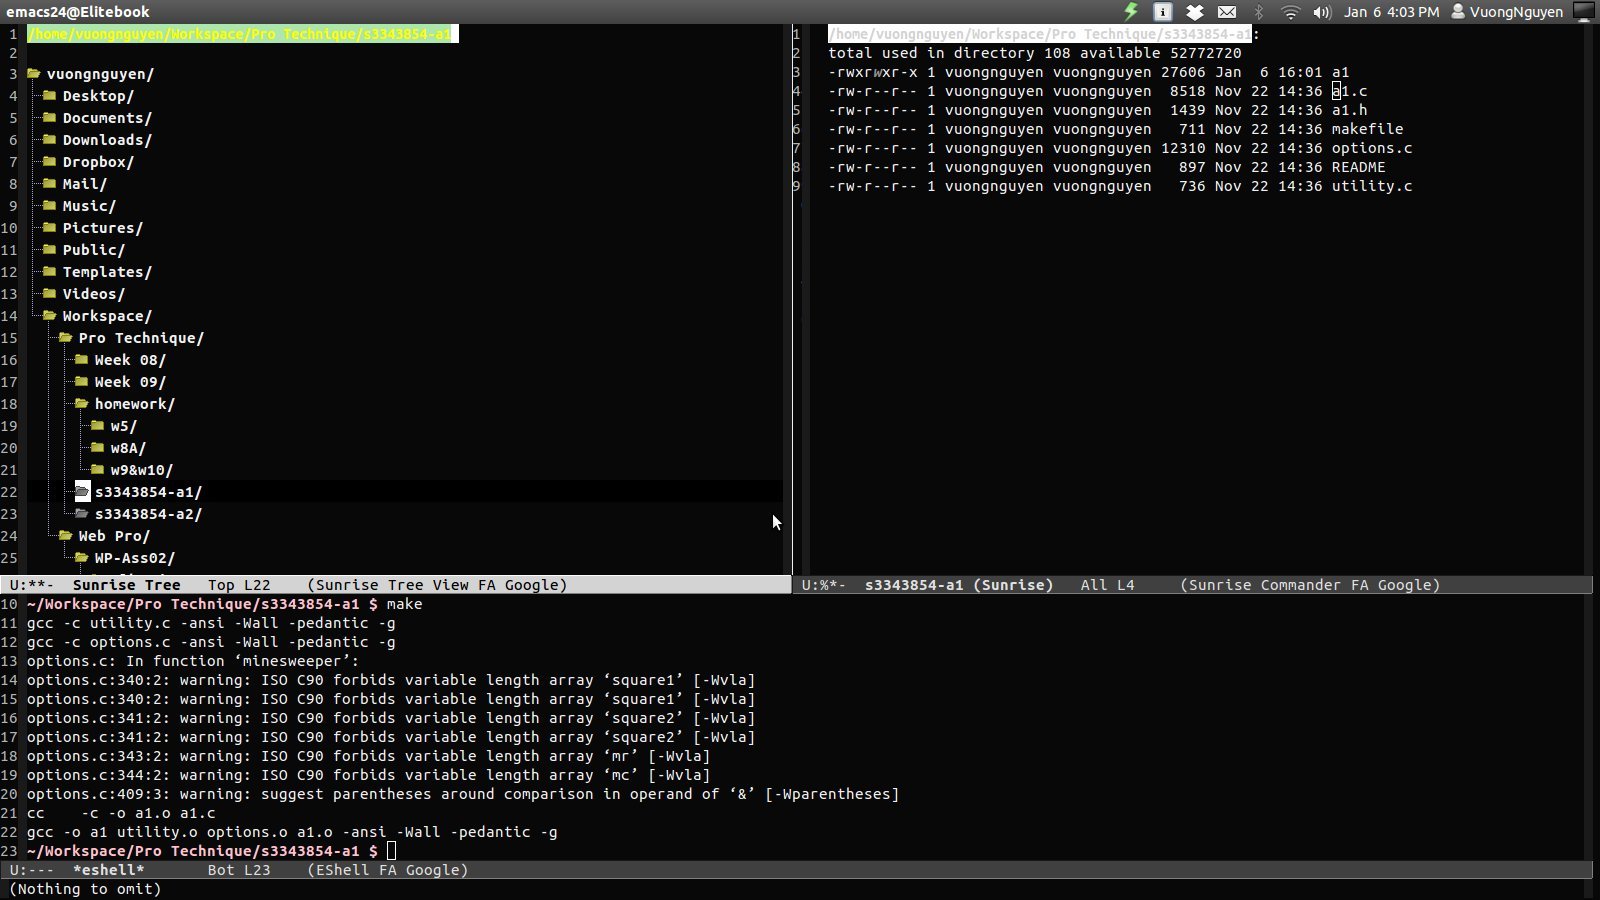 emacs24@Elitebook
Jan 6 4:03 PM VuongNguyen
1 /home/vuongnguyen/Workspace/Pro Technique/s3343854-a1
2
3 vuongnguyen/
4 Desktop/
5 Documents/
6 Downloads/
7 Dropbox/
8 Mail/
9 Music/
10 Pictures/
11 Public/
12 Templates/
13 Videos/
14 Workspace/
15 Pro Technique/
16 Week 08/
17 Week 09/
18 homework/
19 w5/
20 w8A/
21 w9&w10/
22 s3343854-a1/
23 s3343854-a2/
24 Web Pro/
25 WP-Ass02/
U:**- Sunrise Tree Top L22 (Sunrise Tree View FA Google)
1 /home/vuongnguyen/Workspace/Pro Technique/s3343854-a1:
2 total used in directory 108 available 52772720
3 -rwxrwxr-x 1 vuongnguyen vuongnguyen 27606 Jan 6 16:01 a1
4 -rw-r--r-- 1 vuongnguyen vuongnguyen 8518 Nov 22 14:36 a1.c
5 -rw-r--r-- 1 vuongnguyen vuongnguyen 1439 Nov 22 14:36 a1.h
6 -rw-r--r-- 1 vuongnguyen vuongnguyen 711 Nov 22 14:36 makefile
7 -rw-r--r-- 1 vuongnguyen vuongnguyen 12310 Nov 22 14:36 options.c
8 -rw-r--r-- 1 vuongnguyen vuongnguyen 897 Nov 22 14:36 README
9 -rw-r--r-- 1 vuongnguyen vuongnguyen 736 Nov 22 14:36 utility.c
U:%*- s3343854-a1 (Sunrise) All L4 (Sunrise Commander FA Google)
10 ~/Workspace/Pro Technique/s3343854-a1 $ make
11 gcc -c utility.c -ansi -Wall -pedantic -g
12 gcc -c options.c -ansi -Wall -pedantic -g
13 options.c: In function ‘minesweeper’:
14 options.c:340:2: warning: ISO C90 forbids variable length array ‘square1’ [-Wvla]
15 options.c:340:2: warning: ISO C90 forbids variable length array ‘square1’ [-Wvla]
16 options.c:341:2: warning: ISO C90 forbids variable length array ‘square2’ [-Wvla]
17 options.c:341:2: warning: ISO C90 forbids variable length array ‘square2’ [-Wvla]
18 options.c:343:2: warning: ISO C90 forbids variable length array ‘mr’ [-Wvla]
19 options.c:344:2: warning: ISO C90 forbids variable length array ‘mc’ [-Wvla]
20 options.c:409:3: warning: suggest parentheses around comparison in operand of ‘&’ [-Wparentheses]
21 cc -c -o a1.o a1.c
22 gcc -o a1 utility.o options.o a1.o -ansi -Wall -pedantic -g
23 ~/Workspace/Pro Technique/s3343854-a1 $
U:--- *eshell* Bot L23 (EShell FA Google)
(Nothing to omit)